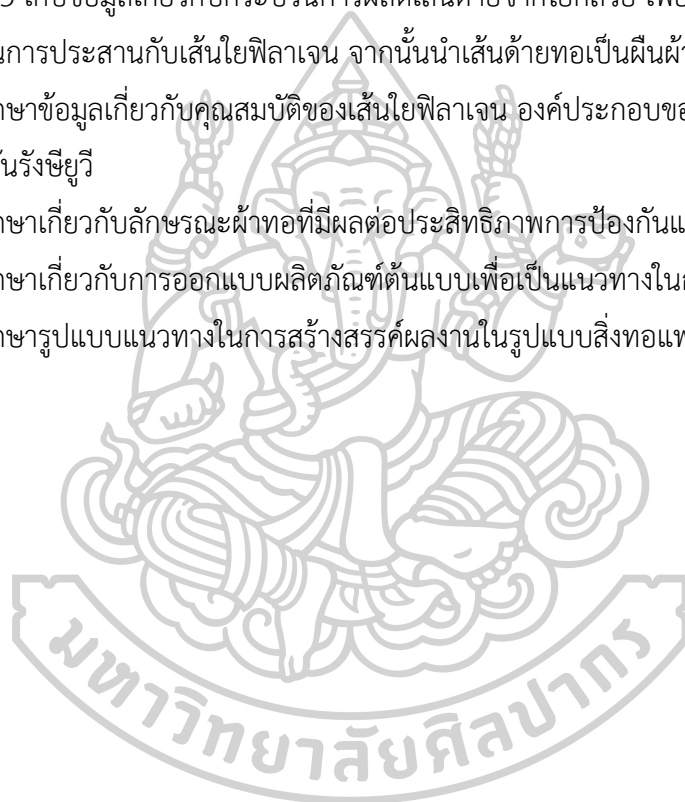 เก็บข้อมูลเกี่ยวกับกระบวนการผลิตเส้นด้ายจากใยกล้วย
นการประสานกับเส้นใยฟิลาเจน จากนั้นนำเส้นด้ายทอเป็นผืนผ้า
กษาข้อมูลเกี่ยวกับคุณสมบัติของเส้นใยฟิลาเจน องค์ประกอบขอ
ันรังษียูวี
กษาเกี่ยวกับลักษรณะผ้าทอที่มีผลต่อประสิทธิภาพการป้องกันแ
กษาเกี่ยวกับการออกแบบผลิตภัณฑ์ต้นแบบเพื่อเป็นแนวทางใน
กษารูปแบบแนวทางในการสร้างสรรค์ผลงานในรูปแบบสิ่งทอแฟ
มหาวิทยาลัยศิลปากร